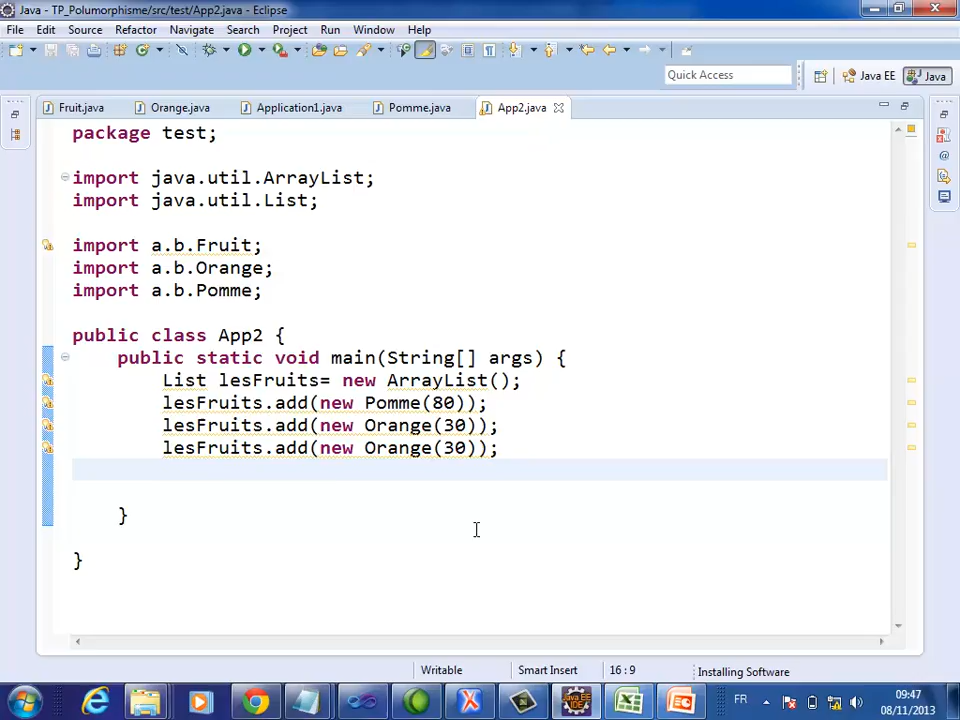 Java - TP_Polumorphisme/src/test/App2.java - Eclipse
File Edit Source Refactor Navigate Search Project Run Window Help
Quick Access
Java EE
Java
Fruit.java
Orange.java
Application1.java
Pomme.java
App2.java
package test;
import java.util.ArrayList;
import java.util.List;
import a.b.Fruit;
import a.b.Orange;
import a.b.Pomme;
public class App2 {
public static void main(String[] args) {
List lesFruits= new ArrayList();
lesFruits.add(new Pomme(80));
lesFruits.add(new Orange(30));
lesFruits.add(new Orange(30));
}
}
Writable
Smart Insert
16 : 9
Installing Software
FR
09:47
08/11/2013